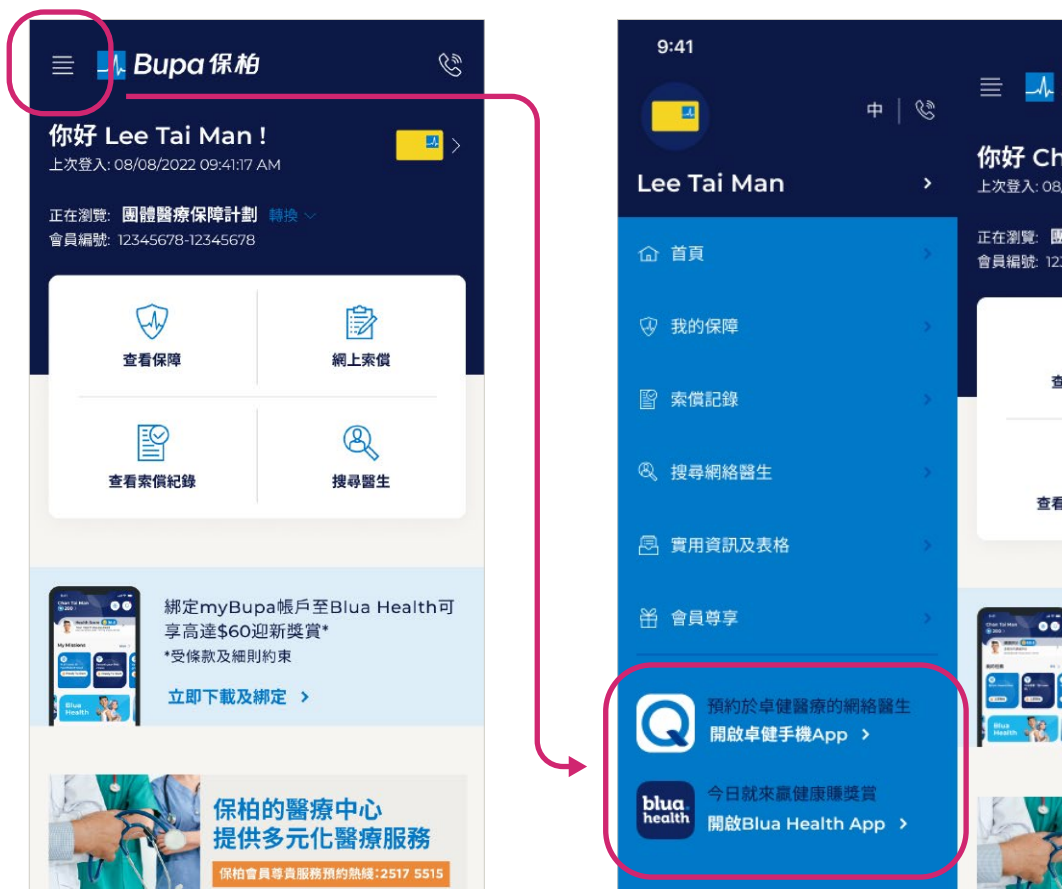 Bupa保柏
你好 Lee Tai Man !
上次登入: 08/08/2022 09:41:17 AM
正在瀏覽: 團體醫療保障計劃 轉換
會員編號: 12345678-12345678
查看保障
網上索償
查看索償紀錄
搜尋醫生
綁定myBupa帳戶至Blua Health可
享高達$60迎新獎賞*
*受條款及細則約束
立即下載及綁定 >
Blua
Health
保柏的醫療中心
提供多元化醫療服務
保柏會員尊貴服務預約熱綫:2517 5515
9:41
中
Lee Tai Man
首頁
我的保障
索償記錄
搜尋網絡醫生
實用資訊及表格
會員尊享
預約於卓健醫療的網絡醫生
開啟卓健手機App >
blua
health
今日就來贏健康賺獎賞
開啟Blua Health App >
你好 Ch
上次登入: 08/
正在瀏覽: 團
會員編號: 123
查
查看
Blua
Health